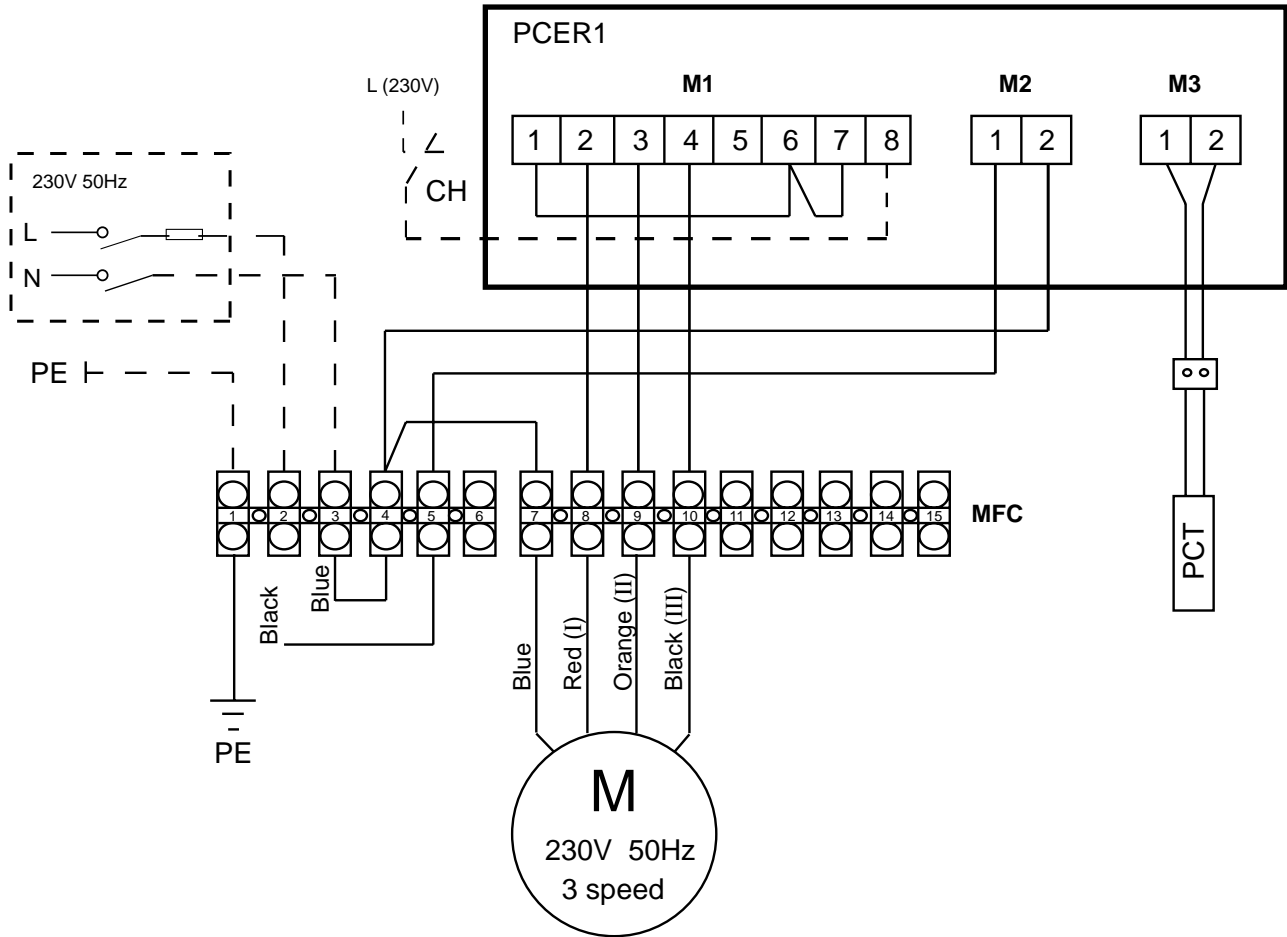 PCER1
L (230V)
M1
M2
M3
1 2 3 4 5 6 7 8
1 2
1 2
230V 50Hz
CH
L
N
PE
1 2 3 4 5 6 7 8 9 10 11 12 13 14 15
MFC
PCT
Black
Blue
Blue
Red (I)
Orange (II)
Black (III)
PE
M
230V 50Hz
3 speed